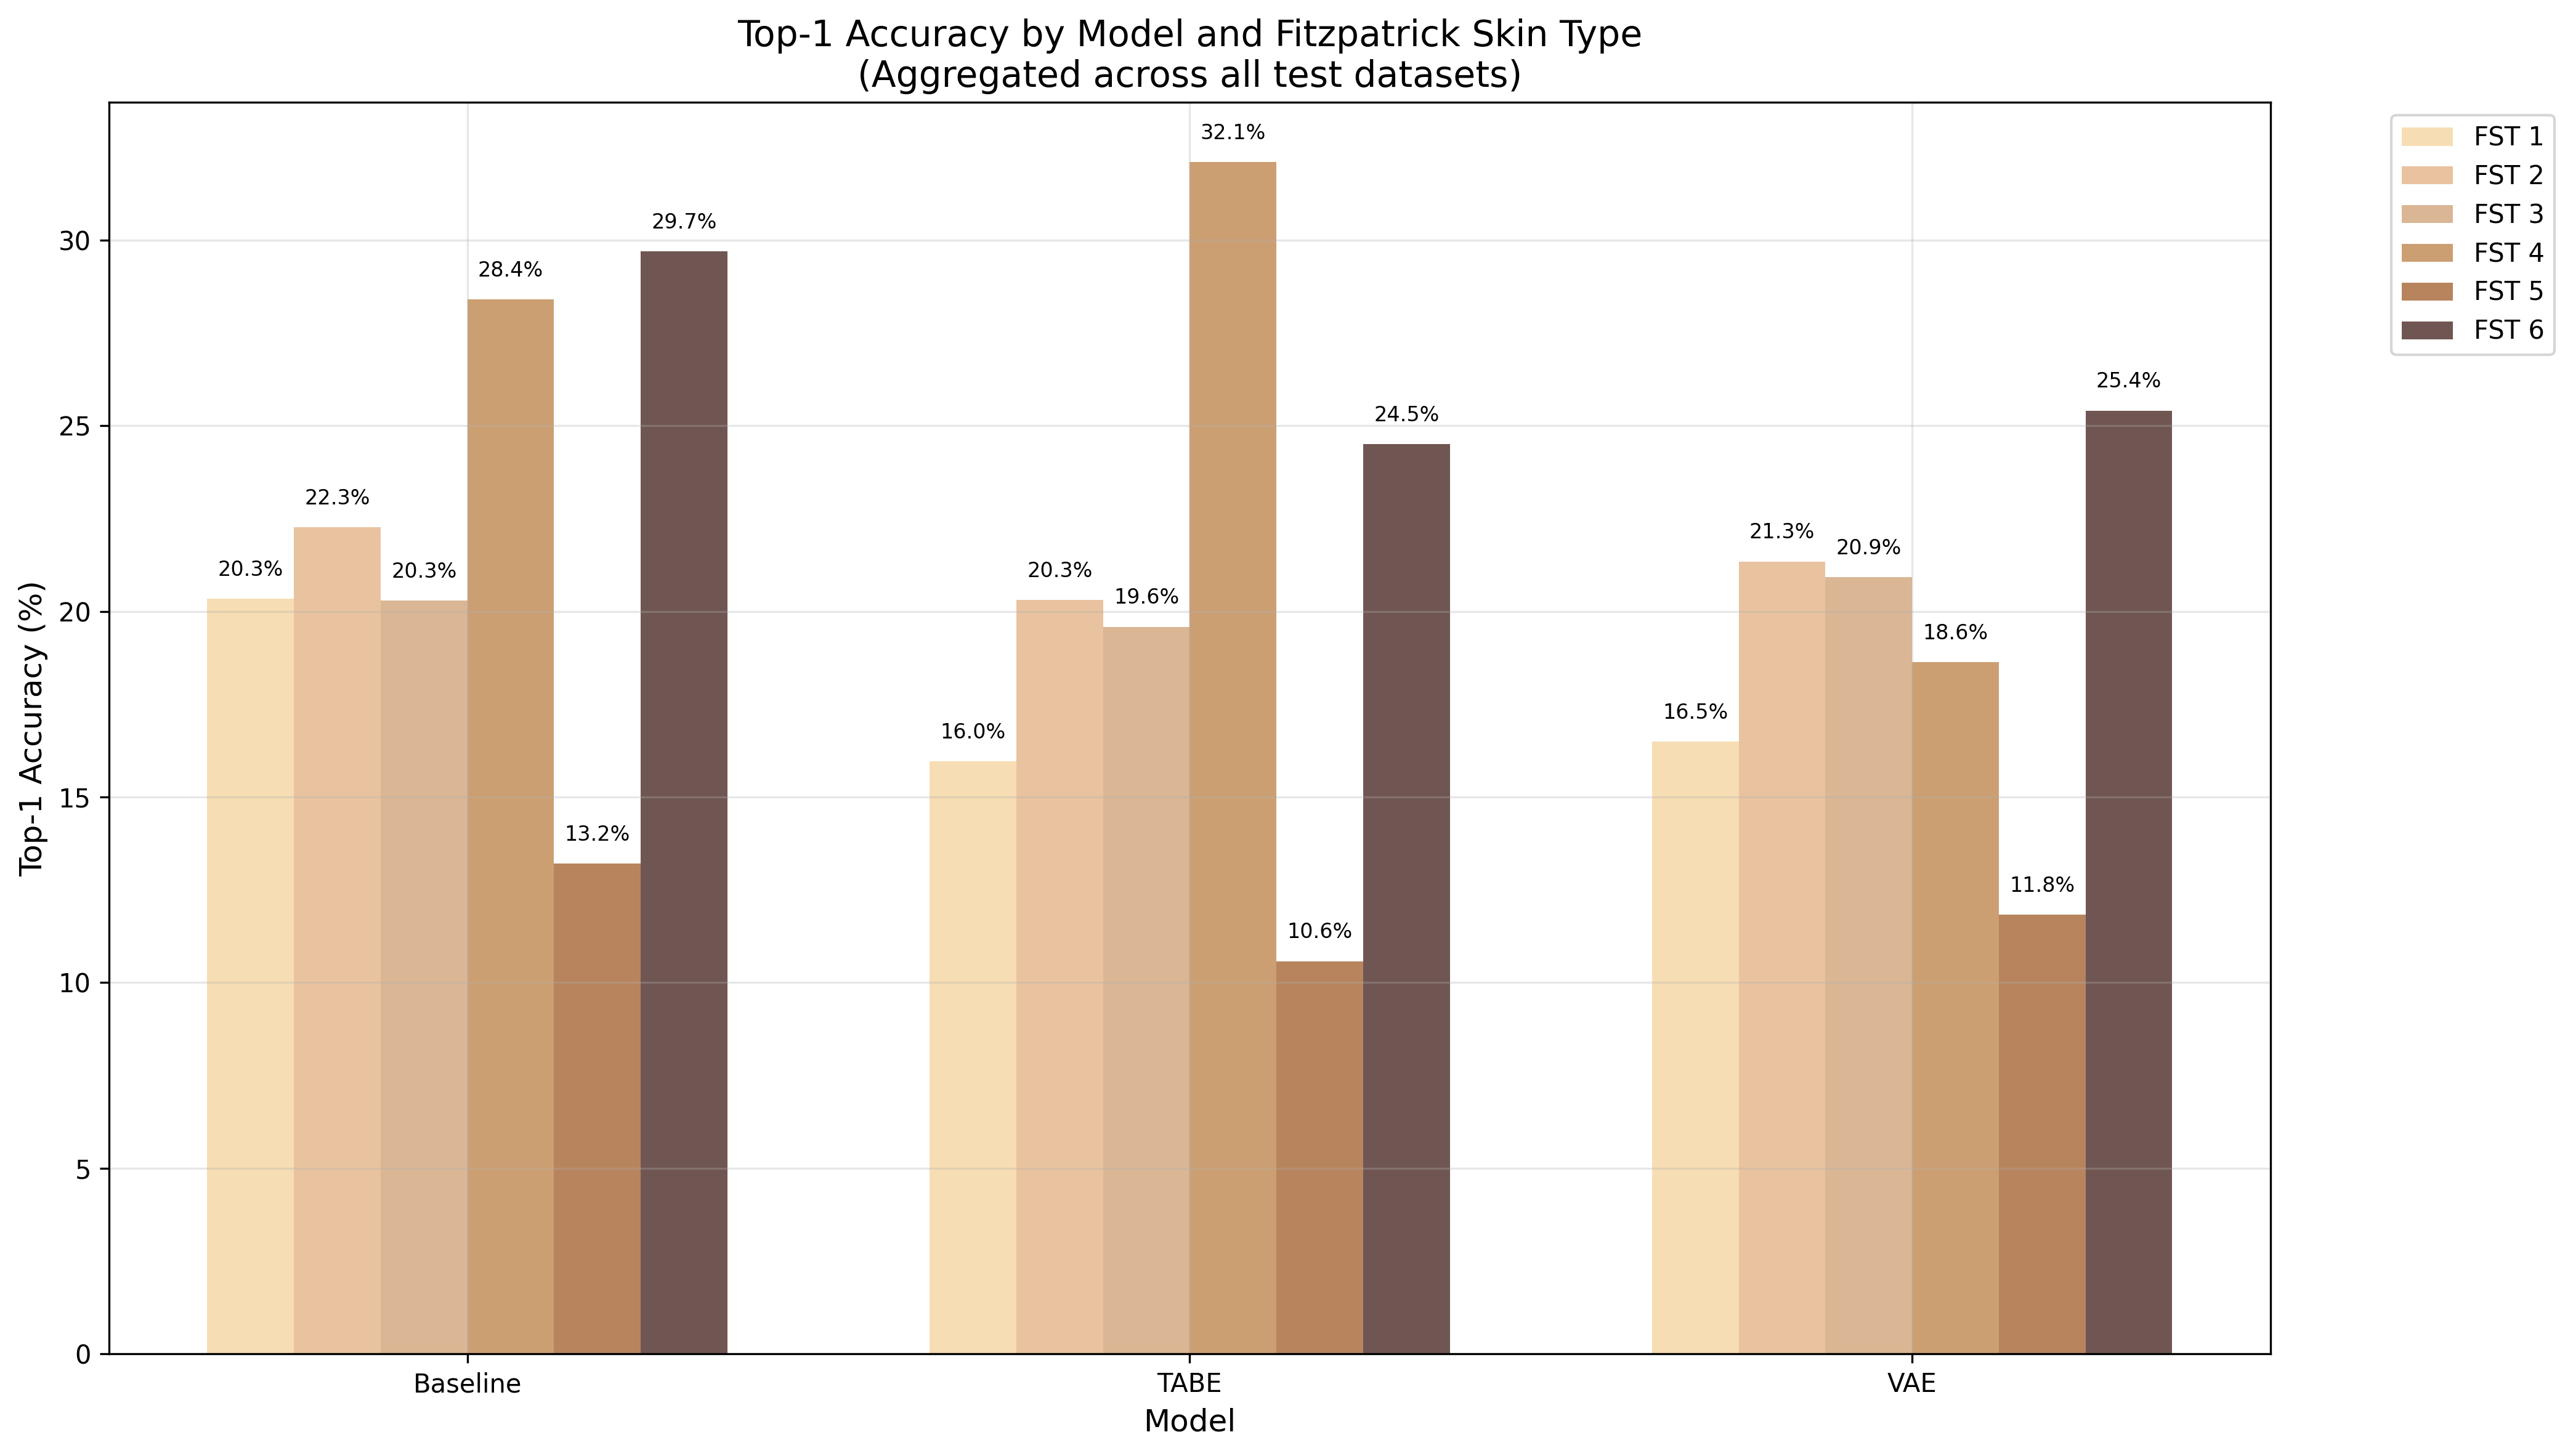 Top-1 Accuracy by Model and Fitzpatrick Skin Type
(Aggregated across all test datasets)
FST 1
FST 2
FST 3
FST 4
FST 5
FST 6
Top-1 Accuracy (%)
30
25
20
15
10
5
0
20.3%
22.3%
20.3%
28.4%
13.2%
29.7%
16.0%
20.3%
19.6%
32.1%
10.6%
24.5%
16.5%
21.3%
20.9%
18.6%
11.8%
25.4%
Baseline
TABE
VAE
Model